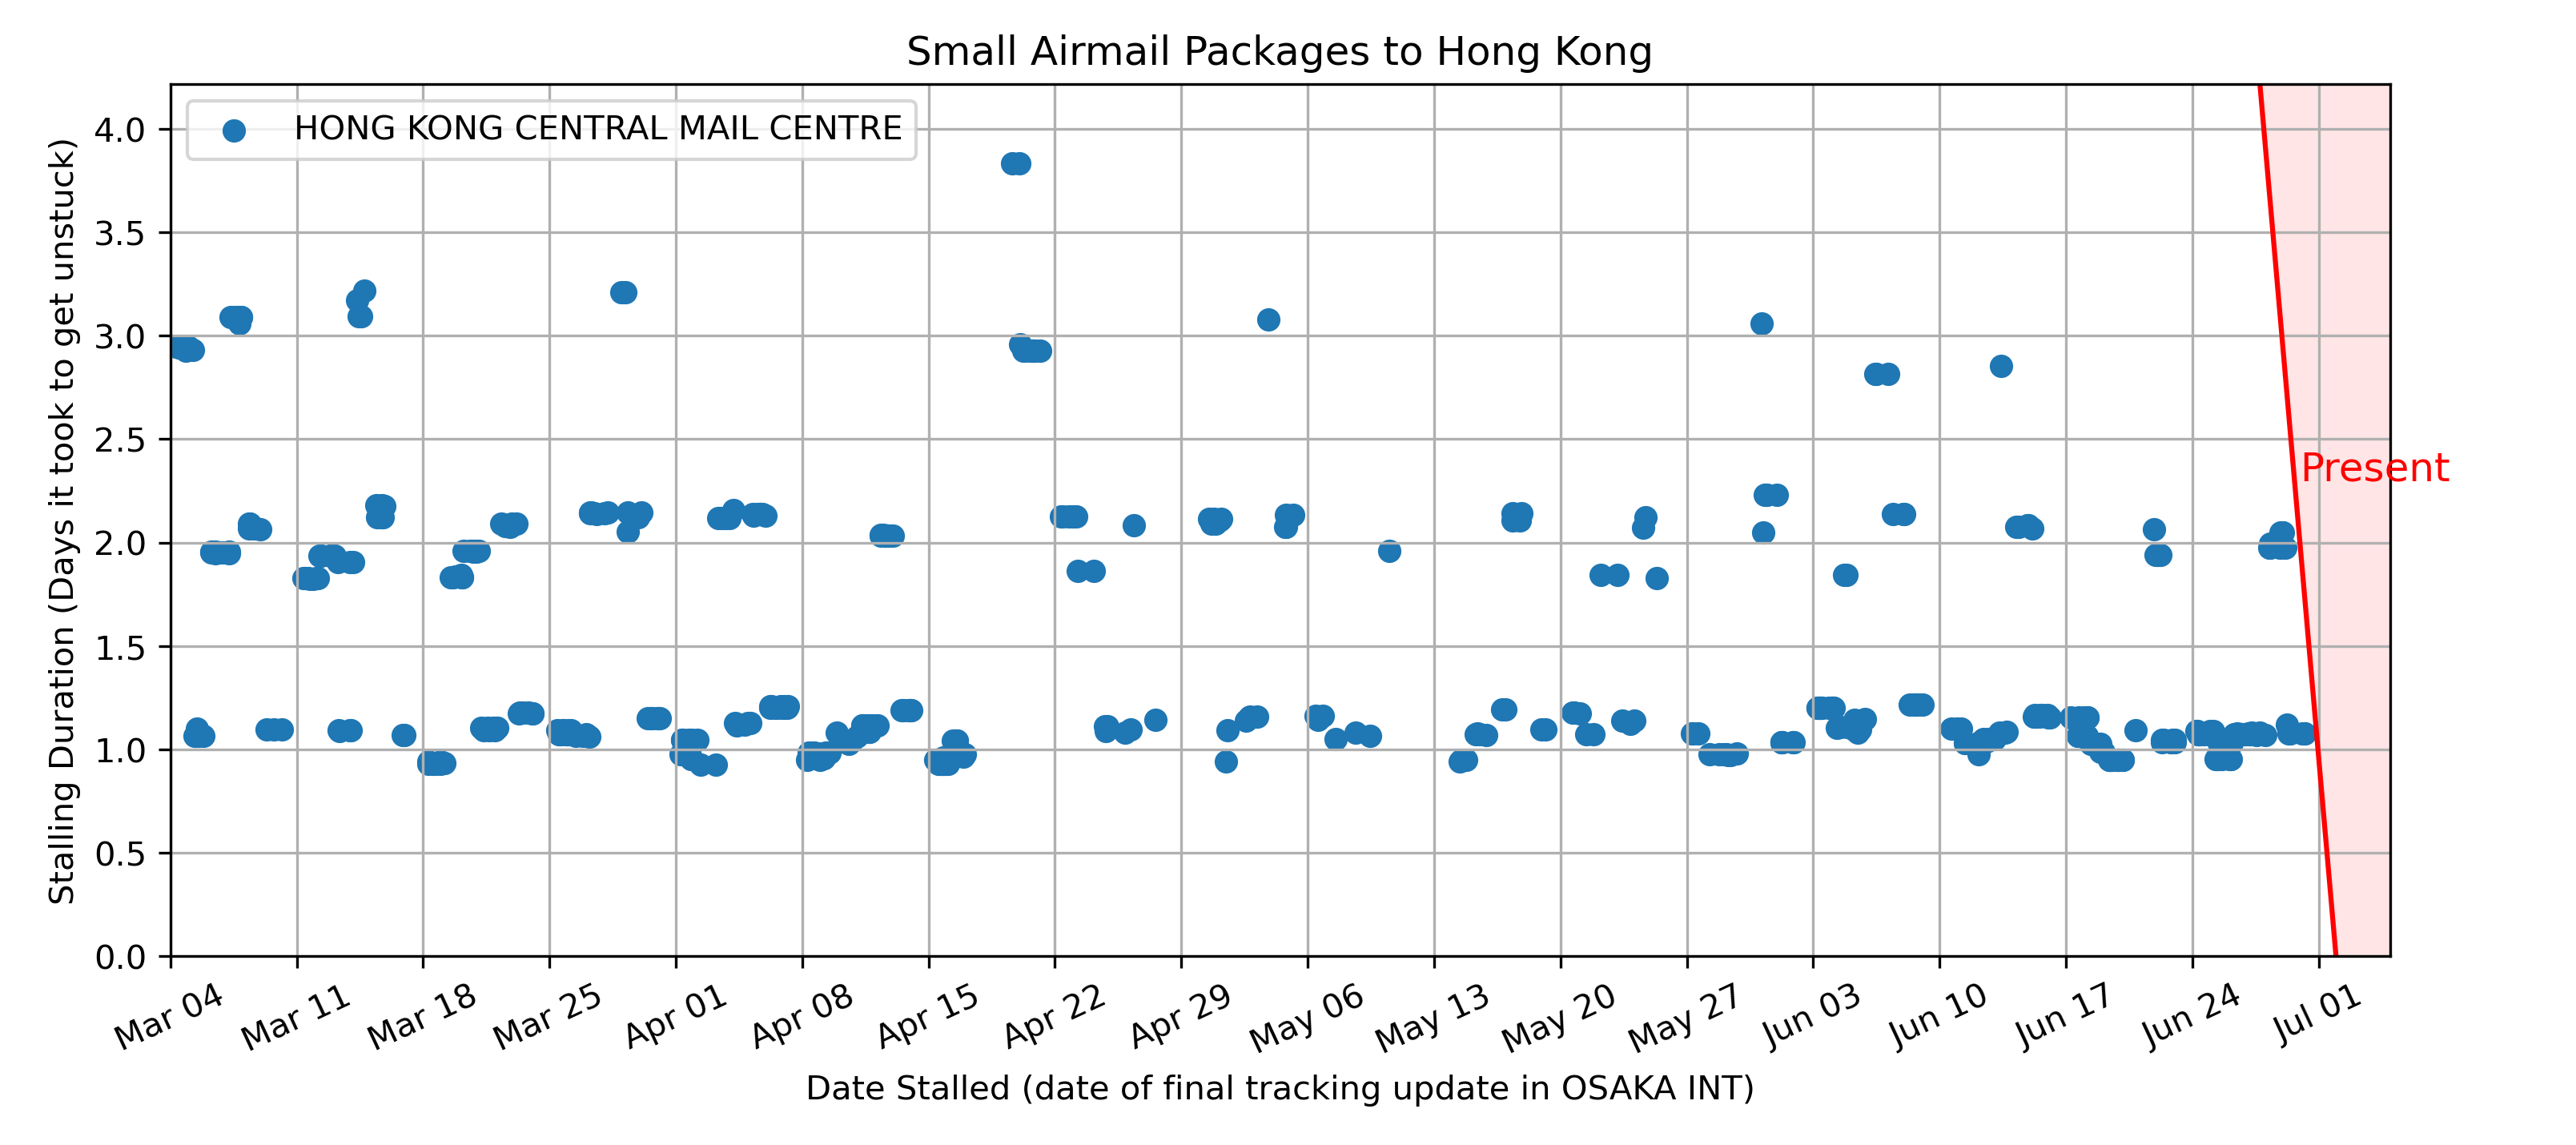 Small Airmail Packages to Hong Kong
HONG KONG CENTRAL MAIL CENTRE
Stalling Duration (Days it took to get unstuck)
4.0
3.5
3.0
2.5
2.0
1.5
1.0
0.5
0.0
Present
Mar 04
Mar 11
Mar 18
Mar 25
Apr 01
Apr 08
Apr 15
Apr 22
Apr 29
May 06
May 13
May 20
May 27
Jun 03
Jun 10
Jun 17
Jun 24
Jul 01
Date Stalled (date of final tracking update in OSAKA INT)